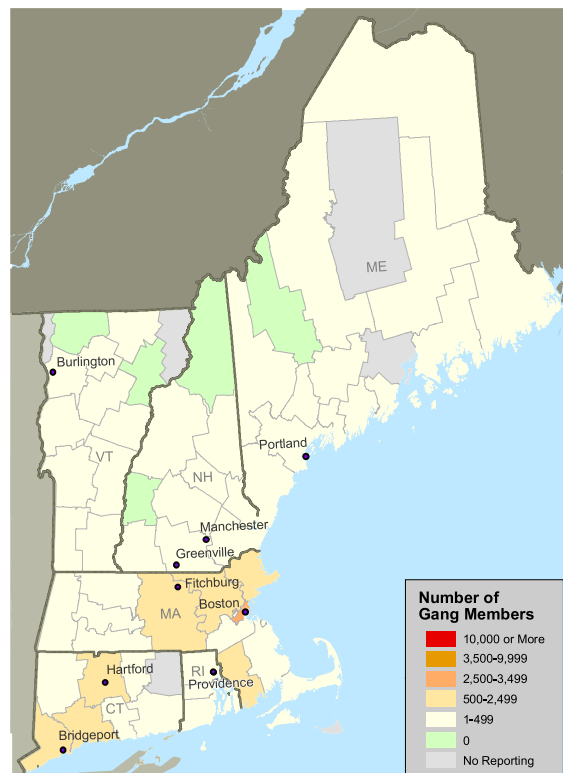 ME
Burlington
VT
Portland
NH
Manchester
Greenville
Fitchburg
Boston
MA
Hartford
RI
Providence
CT
Bridgeport
Number of
Gang Members
10,000 or More
3,500-9,999
2,500-3,499
500-2,499
1-499
0
No Reporting